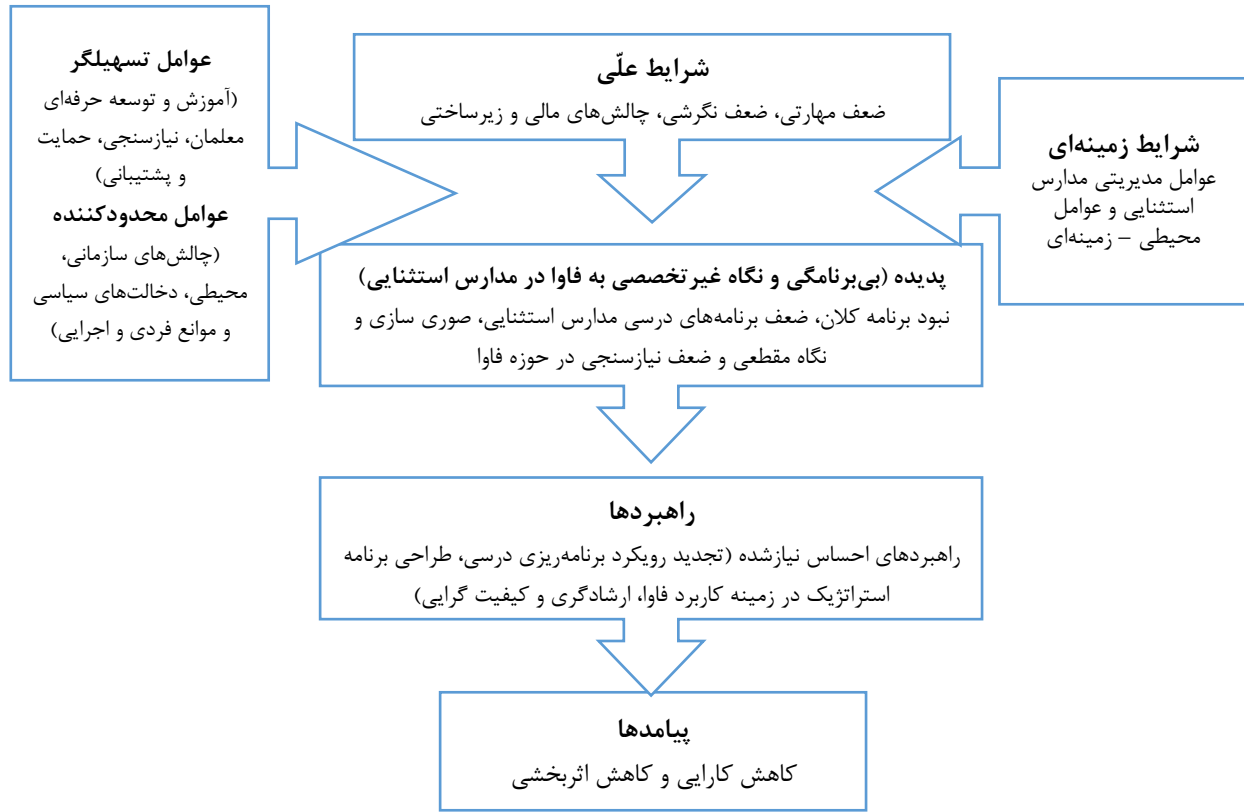 شرایط علّی
ضعف مهارتی، ضعف نگرشی، چالش‌های مالی و زیرساختی
شرایط زمینه‌ای
عوامل مدیریتی مدارس
استثنایی و عوامل
محیطی – زمینه‌ای
عوامل تسهیلگر
(آموزش و توسعه حرفه‌ای
معلمان، نیازسنجی، حمایت
و پشتیبانی)
عوامل محدودکننده
(چالش‌های سازمانی،
محیطی، دخالت‌های سیاسی
و موانع فردی و اجرایی)
پدیده (بی‌برنامگی و نگاه غیرتخصصی به فاوا در مدارس استثنایی)
نبود برنامه کلان، ضعف برنامه‌های درسی مدارس استثنایی، صوری سازی و
نگاه مقطعی و ضعف نیازسنجی در حوزه فاوا
راهبردها
راهبردهای احساس نیازشده (تجدید رویکرد برنامه‌ریزی درسی، طراحی برنامه
استراتژیک در زمینه کاربرد فاوا، ارشادگری و کیفیت گرایی)
پیامدها
کاهش کارایی و کاهش اثربخشی